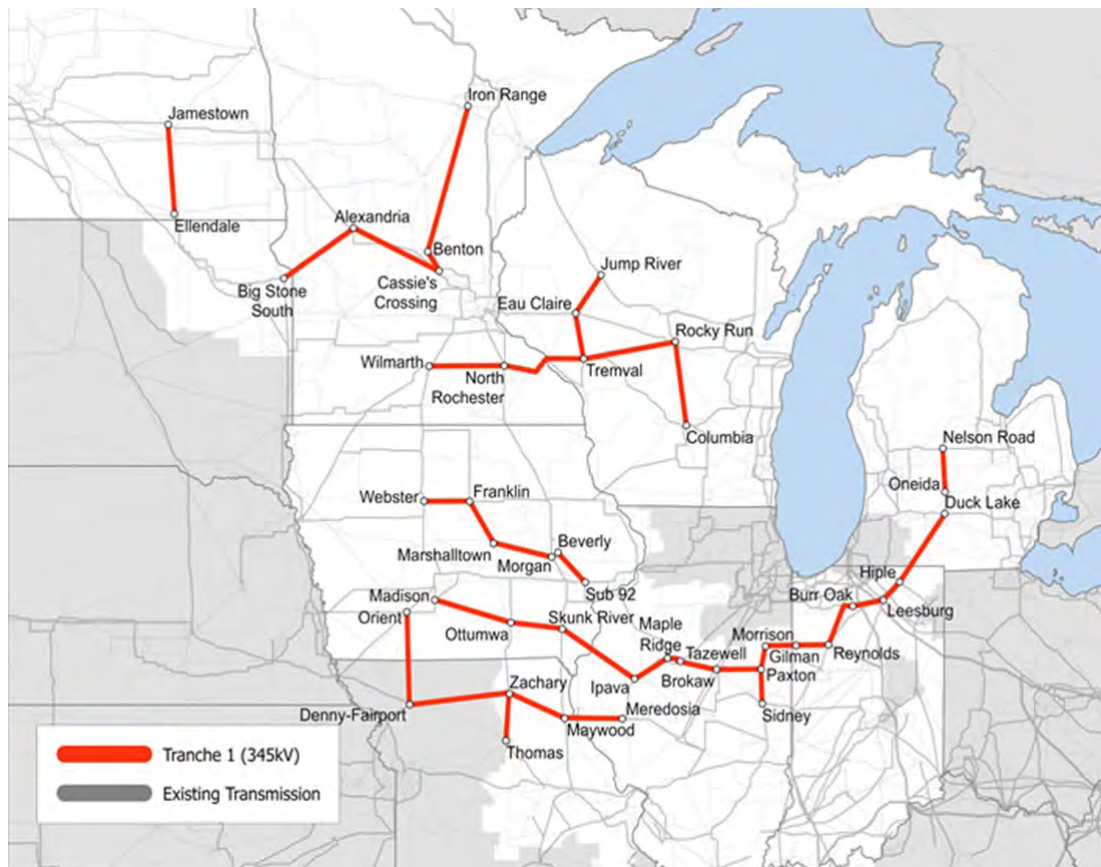 Iron Range
Jamestown
Ellendale
Alexandria
Benton
Big Stone
South
Cassie's
Crossing
Jump River
Eau Claire
Rocky Run
Wilmarth
North
Rochester
Tremval
Columbia
Nelson Road
Oneida
Duck Lake
Webster
Franklin
Marshalltown
Morgan
Beverly
Sub 92
Hiple
Burr Oak
Leesburg
Madison
Orient
Ottumwa
Skunk River
Maple
Ridge
Tazewell
Morrison
Gilman
Reynolds
Brokaw
Paxton
Ipava
Sidney
Zachary
Denny-Fairport
Meredosia
Maywood
Thomas
Tranche 1 (345kV)
Existing Transmission